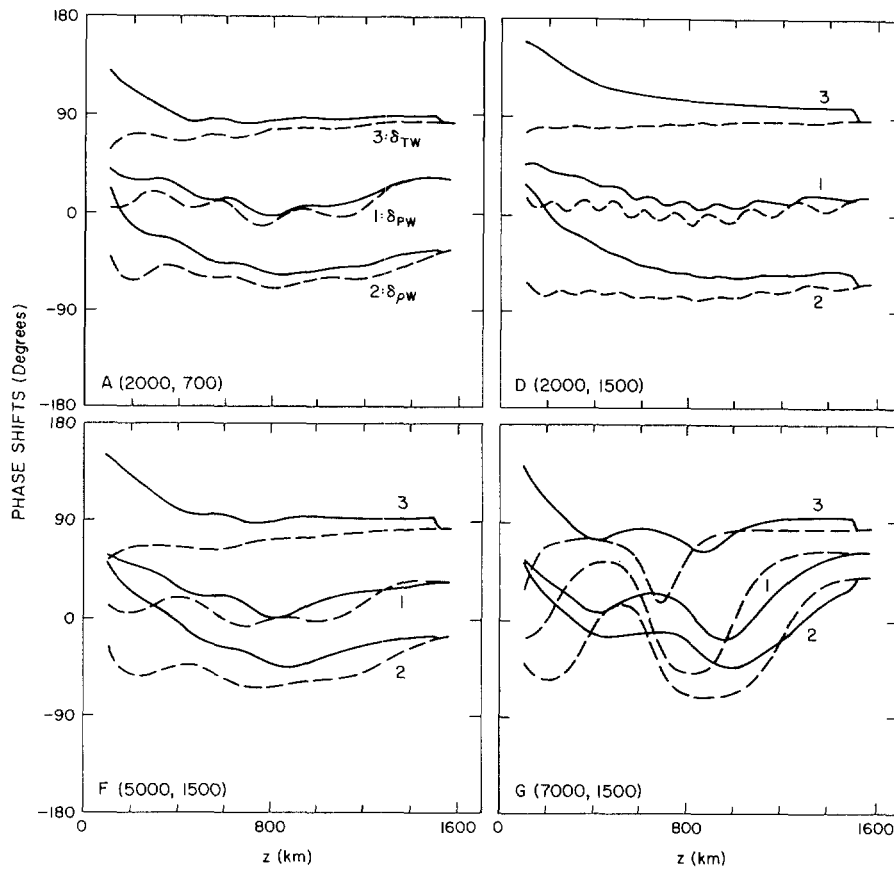 180
90
0
-90
-180
3:δTW
1:δPW
2:δρW
A (2000, 700)
3
1
2
D (2000, 1500)
PHASE SHIFTS (Degrees)
180
90
0
-90
-180
3
1
2
F (5000, 1500)
3
1
2
G (7000, 1500)
0
800
1600
z (km)
0
800
1600
z (km)